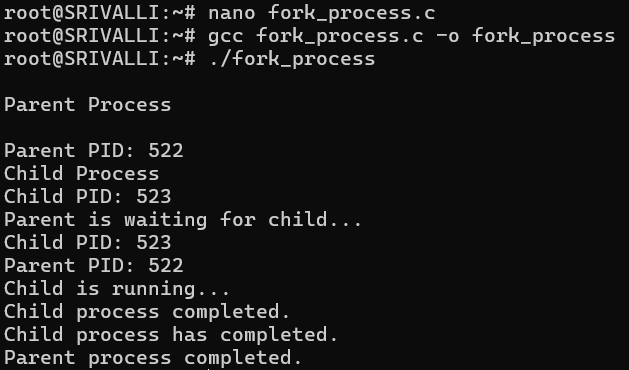 root@SRIVALLI:~# nano fork_process.c
root@SRIVALLI:~# gcc fork_process.c -o fork_process
root@SRIVALLI:~# ./fork_process
Parent Process
Parent PID: 522
Child Process
Child PID: 523
Parent is waiting for child...
Child PID: 523
Parent PID: 522
Child is running...
Child process completed.
Child process has completed.
Parent process completed.